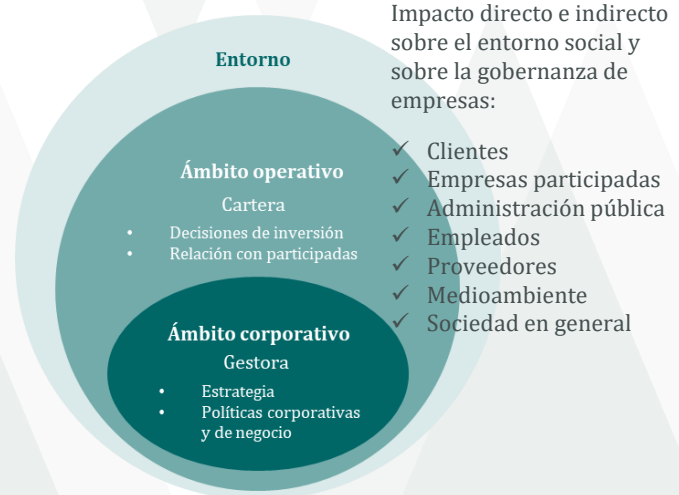 Entorno
Ámbito operativo
Cartera
• Decisiones de inversión
• Relación con participadas
Ámbito corporativo
Gestora
• Estrategia
• Políticas corporativas
y de negocio
Impacto directo e indirecto
sobre el entorno social y
sobre la gobernanza de
empresas:
✓ Clientes
✓ Empresas participadas
✓ Administración pública
✓ Empleados
✓ Proveedores
✓ Medioambiente
✓ Sociedad en general